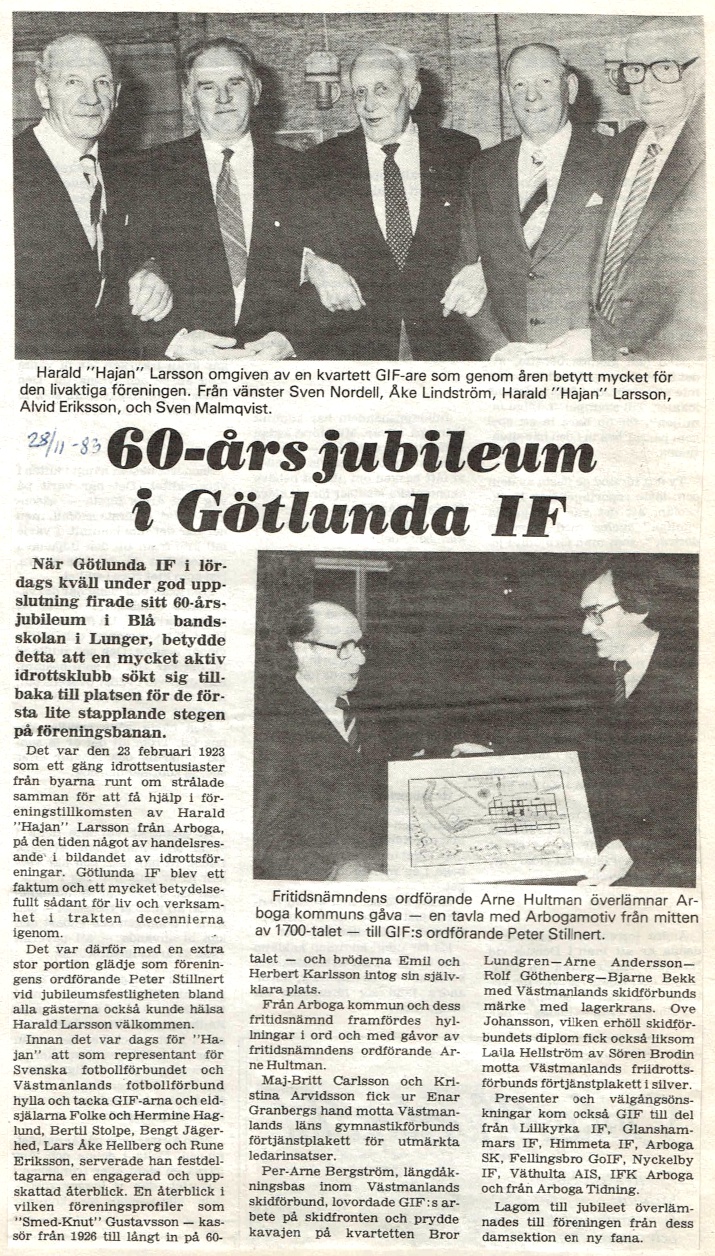 Harald "Hajan" Larsson omgiven av en kvartett GIF-are som genom åren betytt mycket för
den livaktiga föreningen. Från vänster Sven Nordell, Åke Lindström, Harald "Hajan" Larsson,
Alvid Eriksson, och Sven Malmqvist.
28/11-83
60-års jubileum
i Götlunda IF
När Götlunda IF i lör-
dags kväll under god upp-
slutning firade sitt 60-års-
jubileum i Blå bands-
skolan i Lunger, betydde
detta att en mycket aktiv
idrottsklubb sökt sig till-
baka till platsen för de för-
sta lite stapplande stegen
på föreningsbanan.
Det var den 23 februari 1923
som ett gäng idrottsentusiaster
från byarna runt om strålade
samman för att få hjälp i för-
eningstillkomsten av Harald
"Hajan" Larsson från Arboga,
på den tiden något av handelsres-
ande i bildandet av idrottsför-
eningar. Götlunda IF blev ett
faktum och ett mycket betydelse-
fullt sådant för liv och verksam-
het i trakten decennierna
igenom.
Det var därför med en extra
stor portion glädje som förenin-
gens ordförande Peter Stillnert
vid jubileumsfestligheten bland
alla gästerna också kunde hälsa
Harald Larsson välkommen.
Innan det var dags för "Ha-
jan" att som representant för
Svenska fotbollförbundet och
Västmanlands fotbollförbund
hylla och tacka GIF-arna och eld-
själarna Folke och Hermine Hag-
lund, Bertil Stolpe, Bengt Jäger-
hed, Lars Åke Hellberg och Rune
Eriksson, serverade han festdel-
tagarna en engagerad och upp-
skattad återblick. En återblick i
vilken föreningsprofiler som
"Smed-Knut" Gustavsson — kas-
sör från 1926 till långt in på 60-
Fritidsnämndens ordförande Arne Hultman överlämnar Ar-
boga kommuns gåva — en tavla med Arbogamotiv från mitten
av 1700-talet — till GIF:s ordförande Peter Stillnert.
talet — och bröderna Emil och
Herbert Karlsson intog sin själv-
klara plats.
Från Arboga kommun och dess
fritidsnämnd framfördes hyl-
lningar i ord och med gåvor av
fritidsnämndens ordförande Ar-
ne Hultman.
Maj-Britt Carlsson och Kri-
stina Arvidsson fick ur Enar
Granbergs hand motta Västman-
lands läns gymnastikförbunds
förtjänstplakett för utmärkta
ledarinsatser.
Per-Arne Bergström, längdåk-
ningsbas inom Västmanlands
skidförbund, lovordade GIF:s ar-
bete på skidfronten och prydde
kavajen på kvartetten Bror
Lundgren—Arne Andersson—
Rolf Göthenberg—Bjarne Bekk
med Västmanlands skidförbunds
märke med lagerkrans. Ove
Johansson, vilken erhöll skidför-
bundets diplom fick också liksom
Laila Hellström av Sören Brodin
motta Västmanlands friidrotts-
förbunds förtjänstplakett i silver.
Presenter och välgångsöns-
kningar kom också GIF till del
från Lillkyrka IF, Glansham-
mars IF, Himmeta IF, Arboga
SK, Fellingsbro GoIF, Nyckelby
IF, Våthulta AIS, IFK Arboga
och från Arboga Tidning.
Lagom till jubileet överläm-
nades till föreningen från dess
damsektion en ny fana.